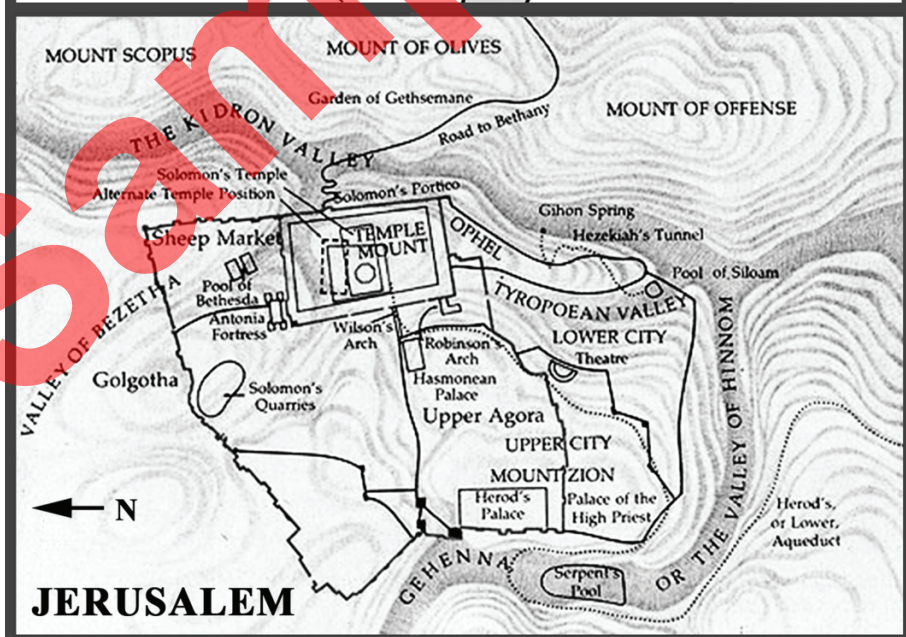 MOUNT SCOPUS
MOUNT OF OLIVES
Garden of Gethsemane
Road to Bethany
MOUNT OF OFFENSE
THE KIDRON VALLEY
Solomon's Temple
Alternate Temple Position
Solomon's Portico
Sheep Market
TEMPLE
MOUNT
OPHEL
Gihon Spring
Hezekiah's Tunnel
Pool of Siloam
Pool of
Bethesda
Antonia
Fortress
Wilson's
Arch
Robinson's
Arch
TYROPOEAN VALLEY
LOWER CITY
Theatre
VALLEY OF BEZETHA
Golgotha
Solomon's
Quarries
Hasmonean
Palace
Upper Agora
UPPER CITY
MOUNT ZION
Herod's
Palace
Palace of the
High Priest
N
GEHENNA
OR THE VALLEY OF HINNOM
Serpent's
Pool
Herod's,
or Lower,
Aqueduct
JERUSALEM